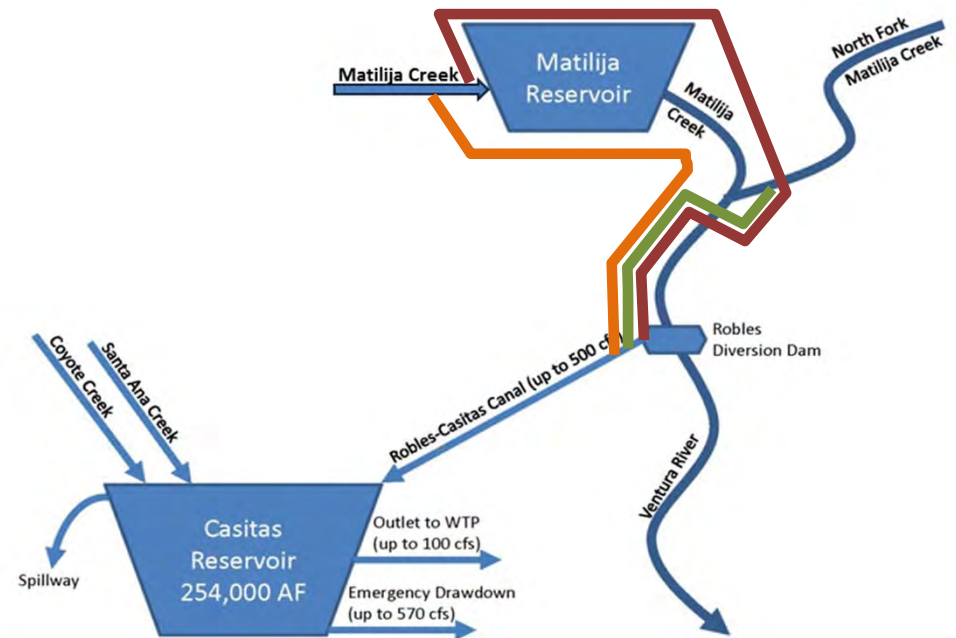 North Fork
Matilija Creek
Matilija Creek
Matilija
Reservoir
Matilija
Creek
Robles
Diversion Dam
Robles-Casitas Canal (up to 500 cfs)
Coyote Creek
Santa Ana Creek
Ventura River
Casitas
Reservoir
254,000 AF
Outlet to WTP
(up to 100 cfs)
Spillway
Emergency Drawdown
(up to 570 cfs)